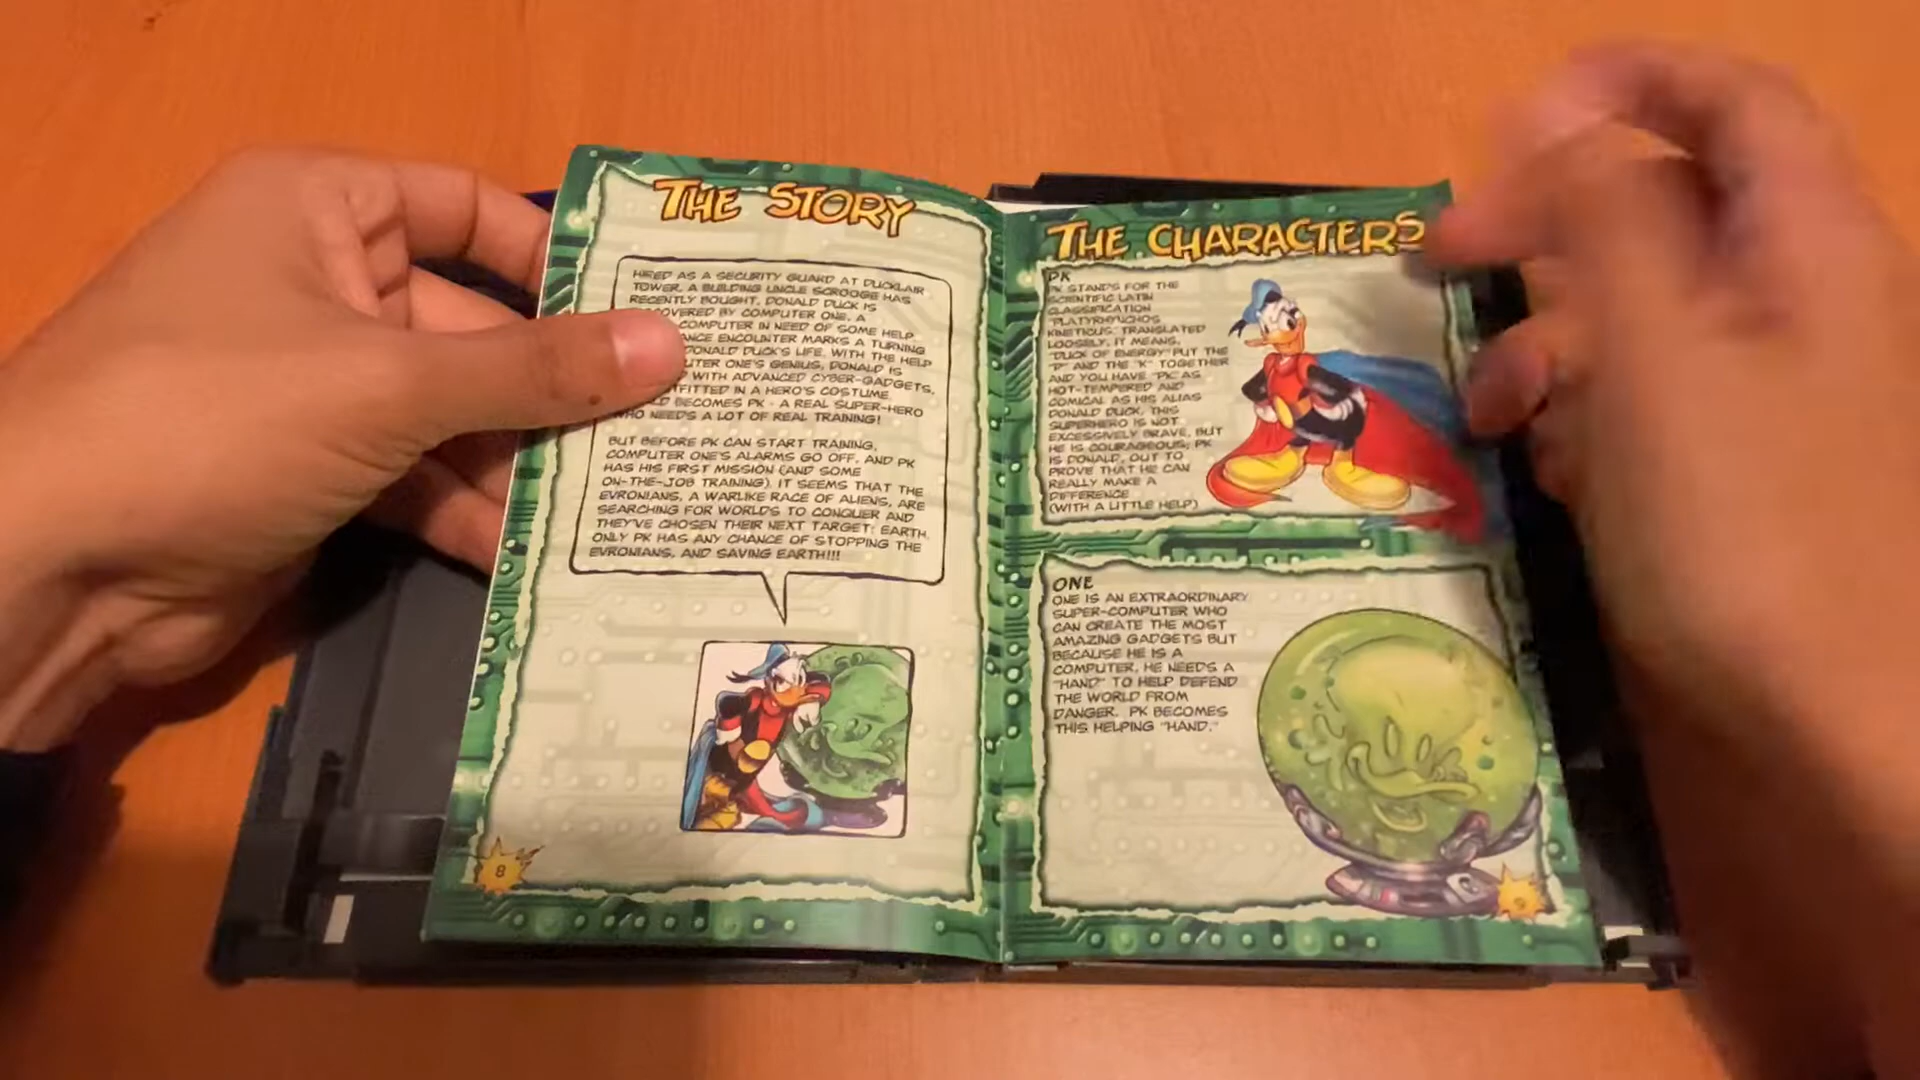 THE STORY
HIRED AS A SECURITY GUARD AT DUCKLAIR
TOWER, A BUILDING UNCLE SCROOGE HAS
RECENTLY BOUGHT, DONALD DUCK IS
COVERED BY COMPUTER ONE, A
COMPUTER IN NEED OF SOME HELP.
ANCE ENCOUNTER MARKS A TURNING
DONALD DUCK'S LIFE. WITH THE HELP
UTER ONE'S GENIUS, DONALD IS
WITH ADVANCED CYBER-GADGETS,
TFITTED IN A HERO'S COSTUME.
LD BECOMES PK - A REAL SUPER-HERO
WHO NEEDS A LOT OF REAL TRAINING!
BUT BEFORE PK CAN START TRAINING,
COMPUTER ONE'S ALARMS GO OFF, AND PK
HAS HIS FIRST MISSION (AND SOME
ON-THE-JOB TRAINING). IT SEEMS THAT THE
EVRONIANS, A WARLIKE RACE OF ALIENS, ARE
SEARCHING FOR WORLDS TO CONQUER AND
THEY'VE CHOSEN THEIR NEXT TARGET: EARTH.
ONLY PK HAS ANY CHANCE OF STOPPING THE
EVRONIANS, AND SAVING EARTH!!!
8
THE CHARACTERS
PK
PK STANDS FOR THE
SCIENTIFIC LATIN
CLASSIFICATION
"PLATYRHYNCHOS
KINETICUS." TRANSLATED
LOOSELY, IT MEANS,
"DUCK OF ENERGY" PUT THE
"P" AND THE "K" TOGETHER
AND YOU HAVE "PK." AS
HOT-TEMPERED AND
COMICAL AS HIS ALIAS
DONALD DUCK, THIS
SUPERHERO IS NOT
EXCESSIVELY BRAVE, BUT
HE IS COURAGEOUS; PK
IS DONALD, OUT TO
PROVE THAT HE CAN
REALLY MAKE A
DIFFERENCE
(WITH A LITTLE HELP)
ONE
ONE IS AN EXTRAORDINARY
SUPER-COMPUTER WHO
CAN CREATE THE MOST
AMAZING GADGETS BUT
BECAUSE HE IS A
COMPUTER, HE NEEDS A
"HAND" TO HELP DEFEND
THE WORLD FROM
DANGER. PK BECOMES
THIS HELPING "HAND."
9